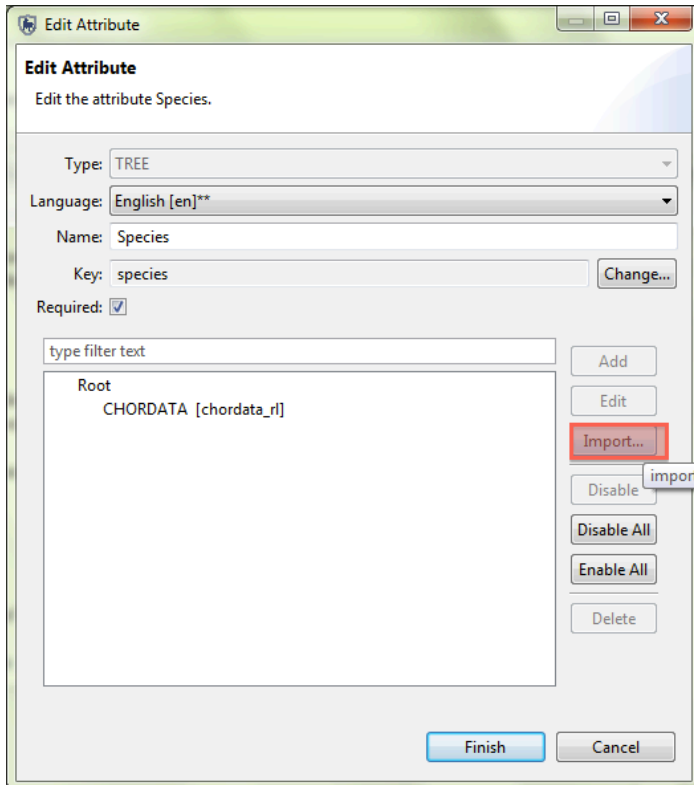 Edit Attribute
Edit Attribute
Edit the attribute Species.
Type: TREE
Language: English [en]**
Name: Species
Key: species Change...
Required:
type filter text
Add
Root
CHORDATA [chordata_rl]
Edit
Import...
impor
Disable
Disable All
Enable All
Delete
Finish Cancel